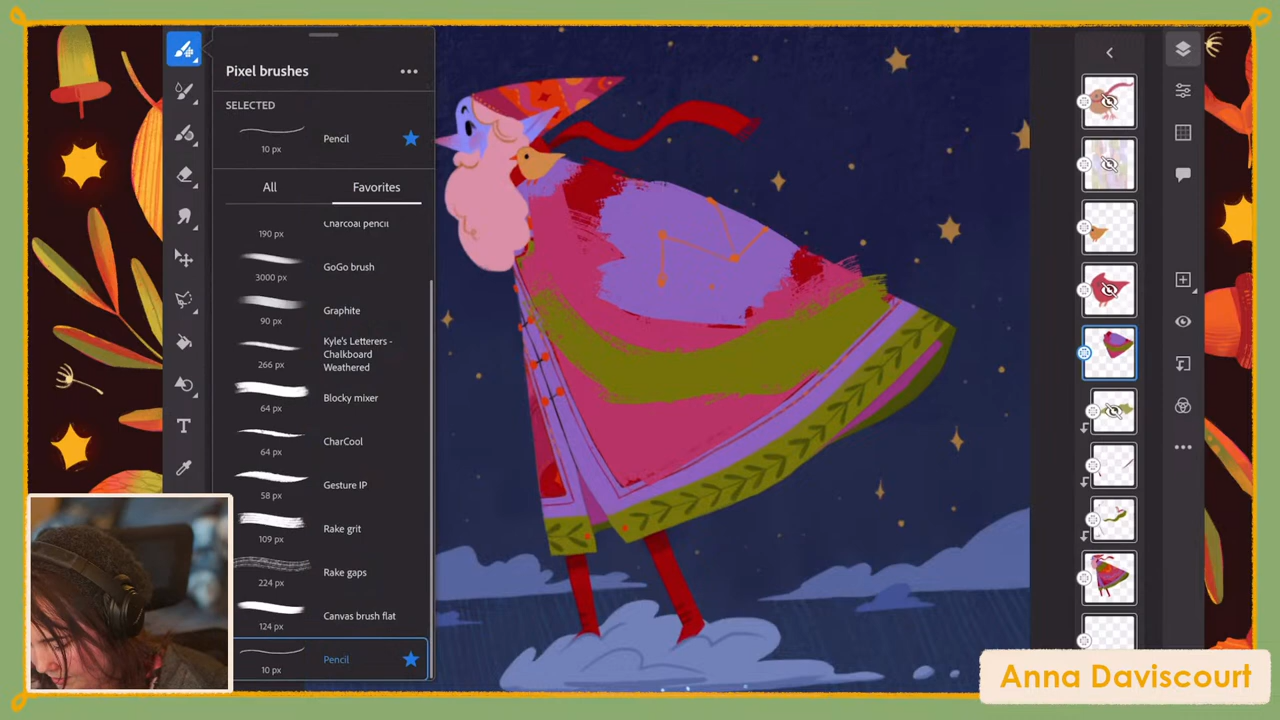 Pixel brushes
SELECTED
Pencil
10 px
All
Favorites
Charcoal pencil
190 px
GoGo brush
3000 px
Graphite
90 px
Kyle's Letterers -
Chalkboard
Weathered
266 px
Blocky mixer
64 px
CharCool
64 px
Gesture IP
58 px
Rake grit
109 px
Rake gaps
224 px
Canvas brush flat
124 px
Pencil
10 px
T
Anna Daviscourt